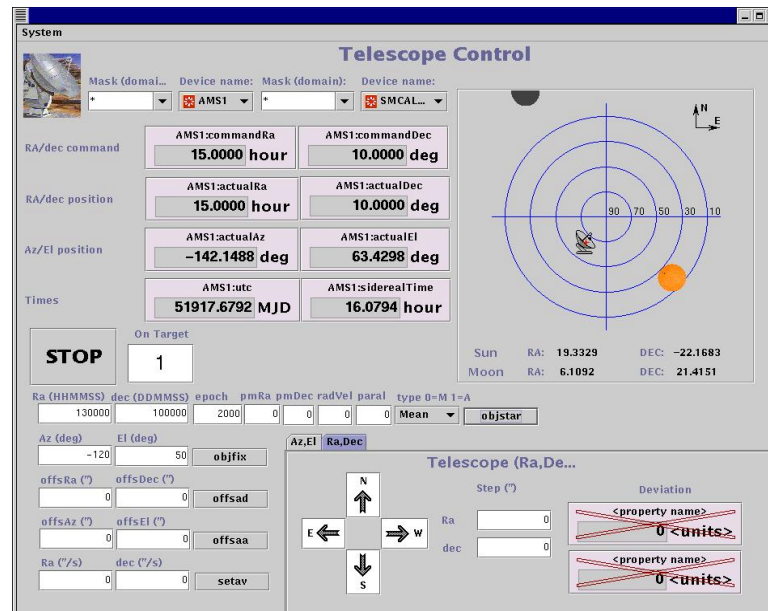 System
Telescope Control
Mask (domai... Device name: Mask (domain): Device name:
* AMS1 * SMCAL...
RA/dec command
AMS1:commandRa AMS1:commandDec
15.0000 hour 10.0000 deg
RA/dec position
AMS1:actualRa AMS1:actualDec
15.0000 hour 10.0000 deg
Az/El position
AMS1:actualAz AMS1:actualEl
-142.1488 deg 63.4298 deg
Times
AMS1:utc AMS1:siderealTime
51917.6792 MJD 16.0794 hour
N
E
90 70 50 30 10
Sun RA: 19.3329 DEC: -22.1683
Moon RA: 6.1092 DEC: 21.4151
STOP
On Target
1
Ra (HHMMSS) dec (DDMMSS) epoch pmRa pmDec radVel paral type 0=M 1=A
130000 100000 2000 0 0 0 0 Mean objstar
Az (deg) El (deg)
-120 50 objfix
offsRa (") offsDec (")
0 0 offsad
offsAz (") offsEl (")
0 0 offsaa
Ra ("/s) dec ("/s)
0 0 setav
Az,El Ra,Dec
Telescope (Ra,De...
N
E W
S
Step (")
Ra 0
dec 0
Deviation
<property name>
0 <units>
<property name>
0 <units>